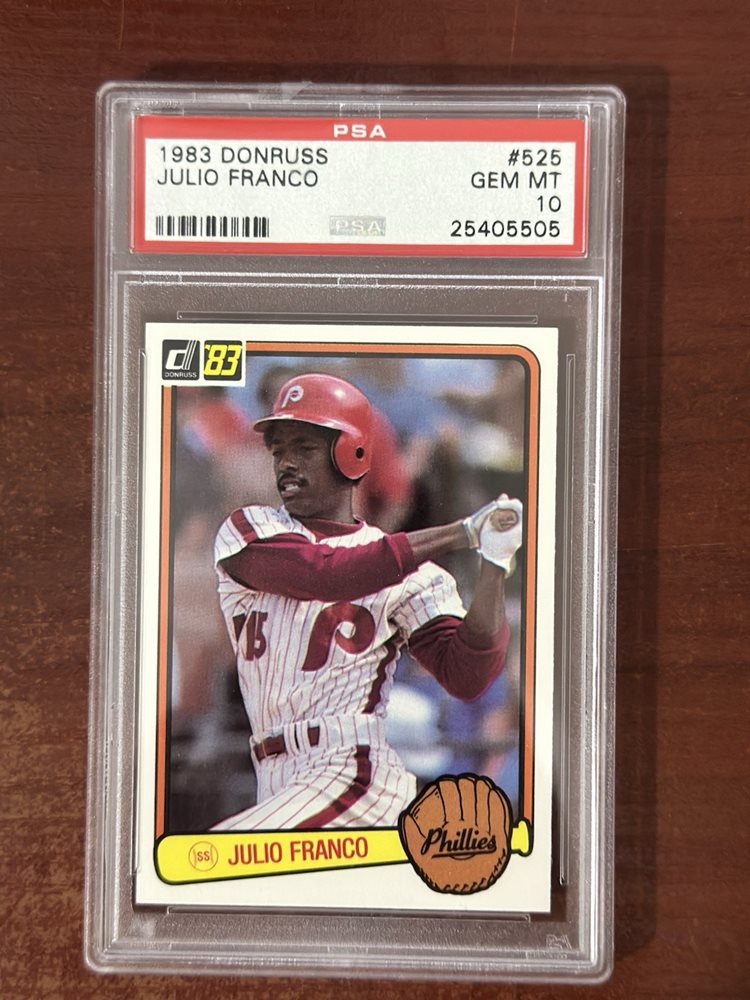 PSA
1983 DONRUSS #525
JULIO FRANCO GEM MT
10
PSA 25405505
d '83
DONRUSS
P
15
P
Phillies
SS JULIO FRANCO